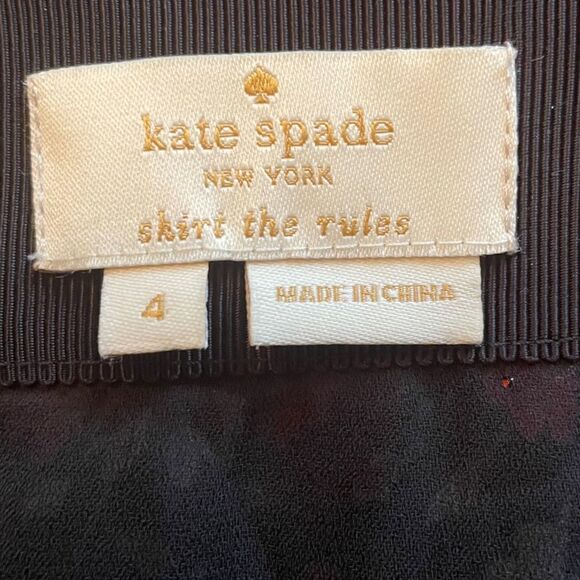 kate spade
NEW YORK
skirt the rules
4
MADE IN CHINA